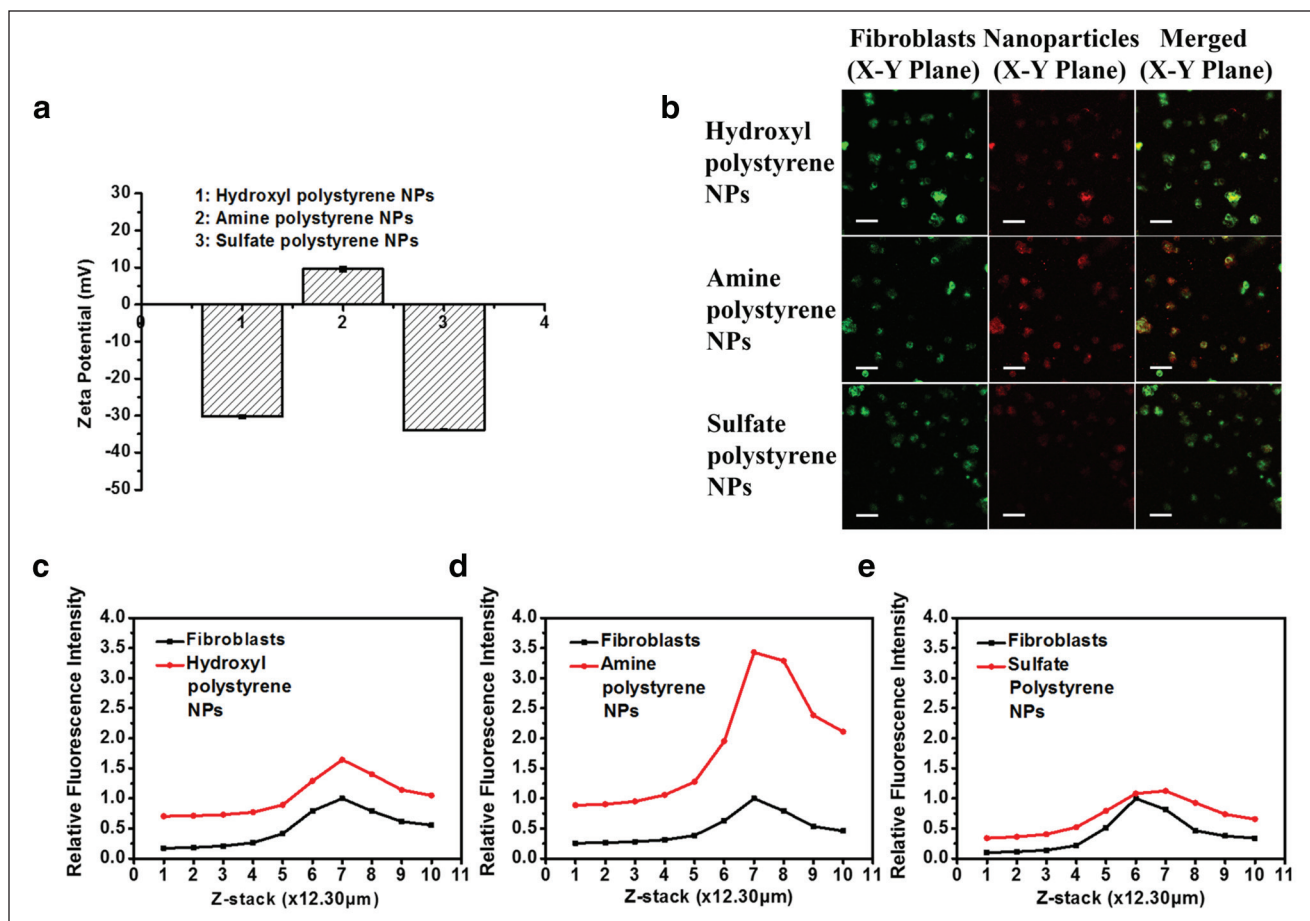 a
30
20
10
0
-10
-20
-30
-40
-50
Zeta Potential (mV)
1: Hydroxyl polystyrene NPs
2: Amine polystyrene NPs
3: Sulfate polystyrene NPs
0 1 2 3 4
b
Fibroblasts Nanoparticles Merged
(X-Y Plane) (X-Y Plane) (X-Y Plane)
Hydroxyl
polystyrene
NPs
Amine
polystyrene
NPs
Sulfate
polystyrene
NPs
c
Relative Fluorescence Intensity
4.0
3.5
3.0
2.5
2.0
1.5
1.0
0.5
0.0
Fibroblasts
Hydroxyl
polystyrene
NPs
0 1 2 3 4 5 6 7 8 9 10 11
Z-stack (x12.30µm)
d
Relative Fluorescence Intensity
4.0
3.5
3.0
2.5
2.0
1.5
1.0
0.5
0.0
Fibroblasts
Amine
polystyrene
NPs
0 1 2 3 4 5 6 7 8 9 10 11
Z-stack (x12.30µm)
e
Relative Fluorescence Intensity
4.0
3.5
3.0
2.5
2.0
1.5
1.0
0.5
0.0
Fibroblasts
Sulfate
Polystyrene
NPs
0 1 2 3 4 5 6 7 8 9 10 11
Z-stack (x12.30µm)